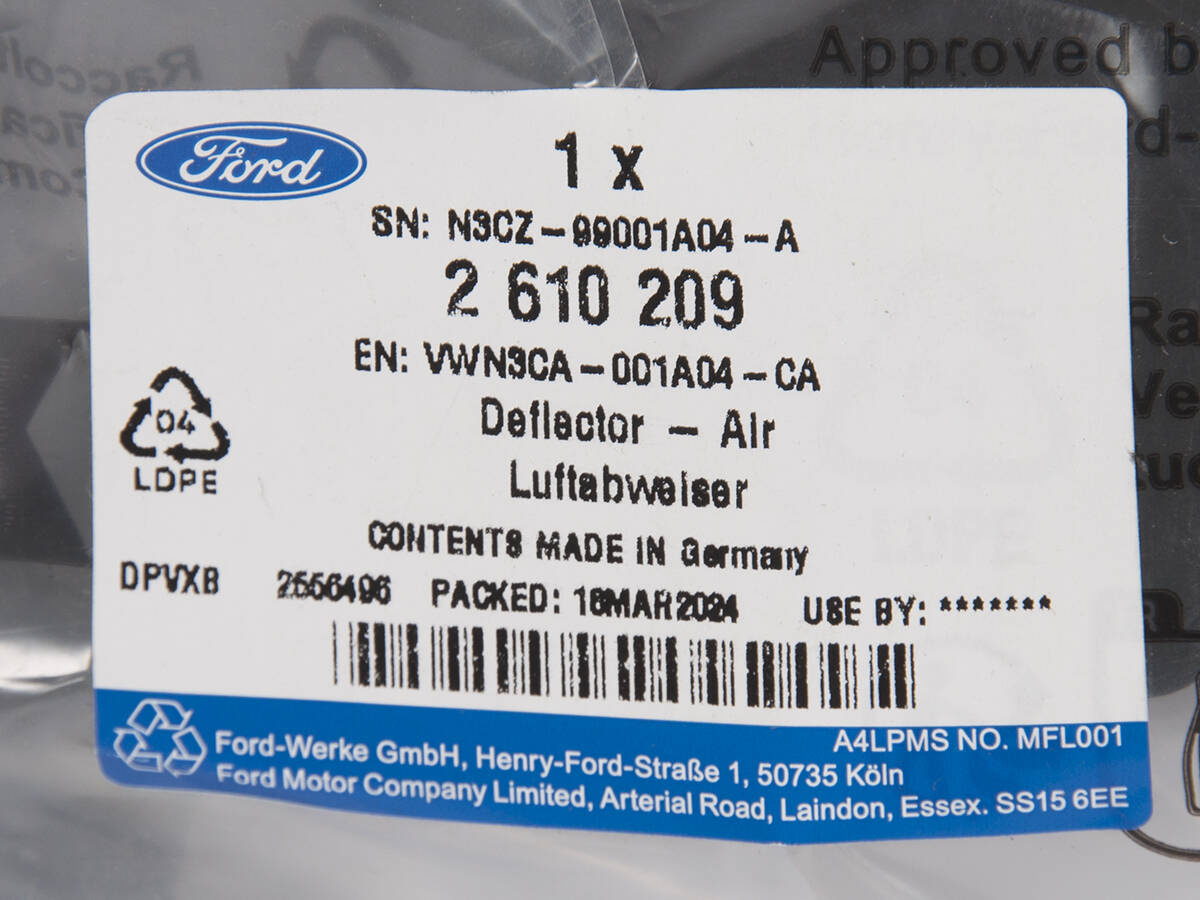 Approved b
Ford
1 x
SN: N3CZ-99001A04-A
2 610 209
EN: VWN3CA-001A04-CA
Deflector - Air
04
LDPE
Luftabweiser
CONTENTS MADE IN Germany
DPVXB 2556496 PACKED: 18MAR2024 USE BY: *******
A4LPMS NO. MFL001
Ford-Werke GmbH, Henry-Ford-Straße 1, 50735 Köln
Ford Motor Company Limited, Arterial Road, Laindon, Essex. SS15 6EE